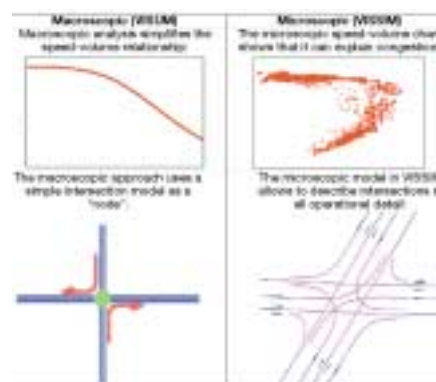 Macroscopic (VISUM)
Macroscopic analysis simplifies the
speed-volume relationship
The macroscopic approach uses a
simple intersection model as a
"node".
Microscopic (VISSIM)
The microscopic speed-volume chart
shows that it can explain congestion
The microscopic model in VISSIM
allows to describe intersections in
all operational detail